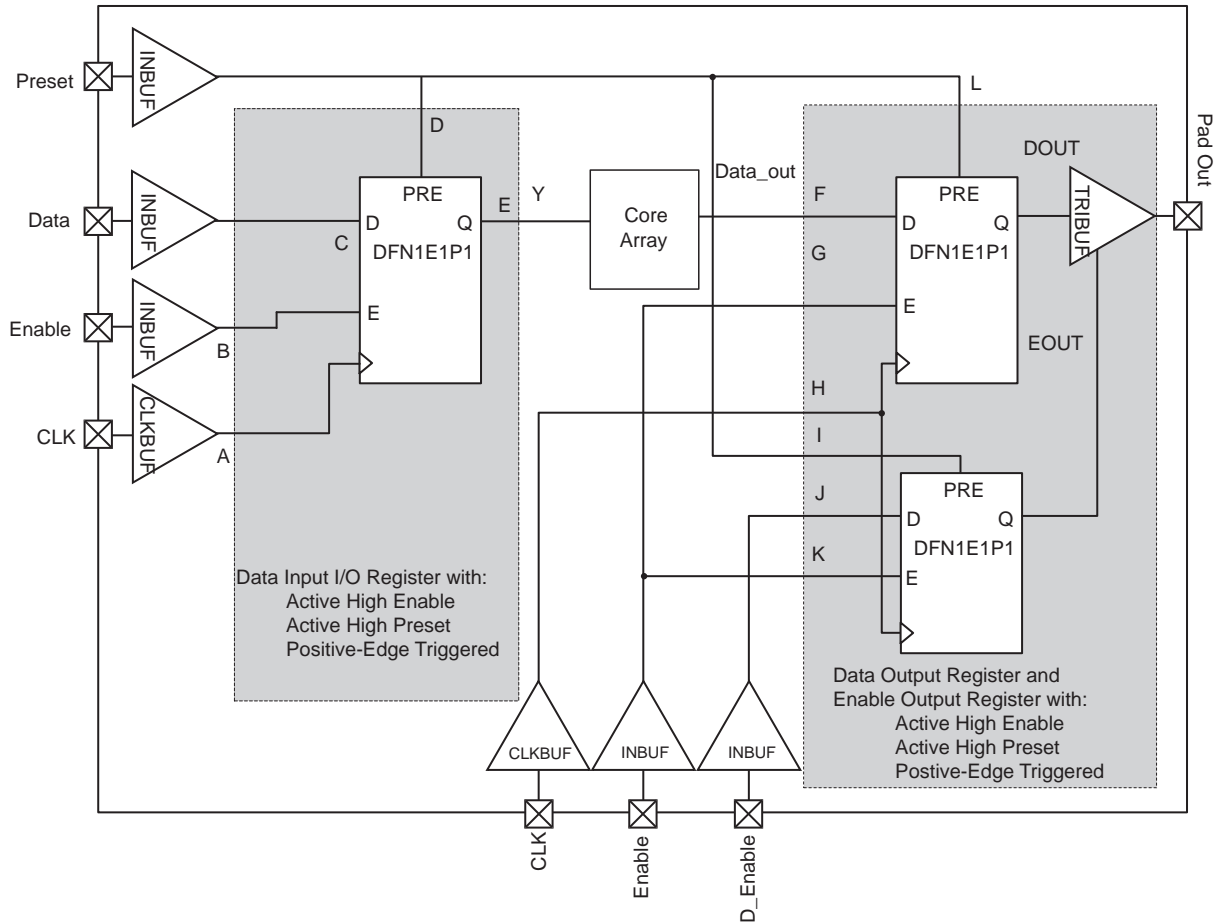 Preset
INBUF
L
D
Pad Out
DOUT
Data
INBUF
PRE
D
Q
C
DFN1E1P1
E
Y
Core
Array
Data_out
F
PRE
D
Q
DFN1E1P1
G
TRIBUF
Enable
INBUF
B
E
E
EOUT
CLK
CLKBUF
A
H
I
J
PRE
D
Q
DFN1E1P1
K
E
Data Input I/O Register with:
Active High Enable
Active High Preset
Positive-Edge Triggered
Data Output Register and
Enable Output Register with:
Active High Enable
Active High Preset
Postive-Edge Triggered
CLKBUF
INBUF
INBUF
CLK
Enable
D_Enable